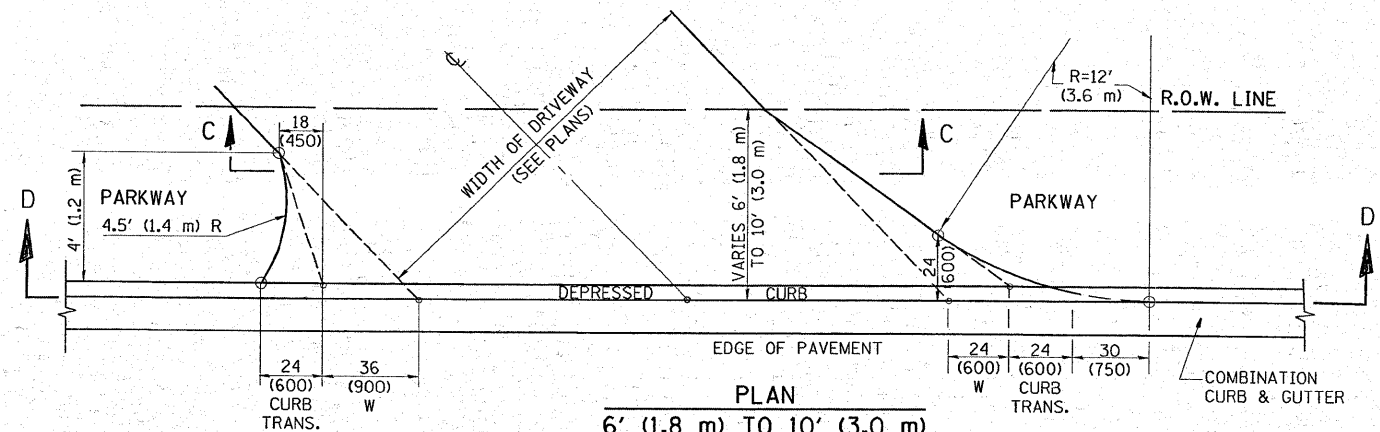 ℄
R=12'
(3.6 m)
R.O.W. LINE
18
(450)
C
C
WIDTH OF DRIVEWAY
(SEE PLANS)
VARIES 6' (1.8 m)
TO 10' (3.0 m)
D
4' (1.2 m)
PARKWAY
4.5' (1.4 m) R
PARKWAY
D
24
(600)
DEPRESSED CURB
EDGE OF PAVEMENT
24
(600)
CURB
TRANS.
36
(900)
W
24
(600)
W
24
(600)
CURB
TRANS.
30
(750)
COMBINATION
CURB & GUTTER
PLAN
6' (1.8 m) TO 10' (3.0 m)